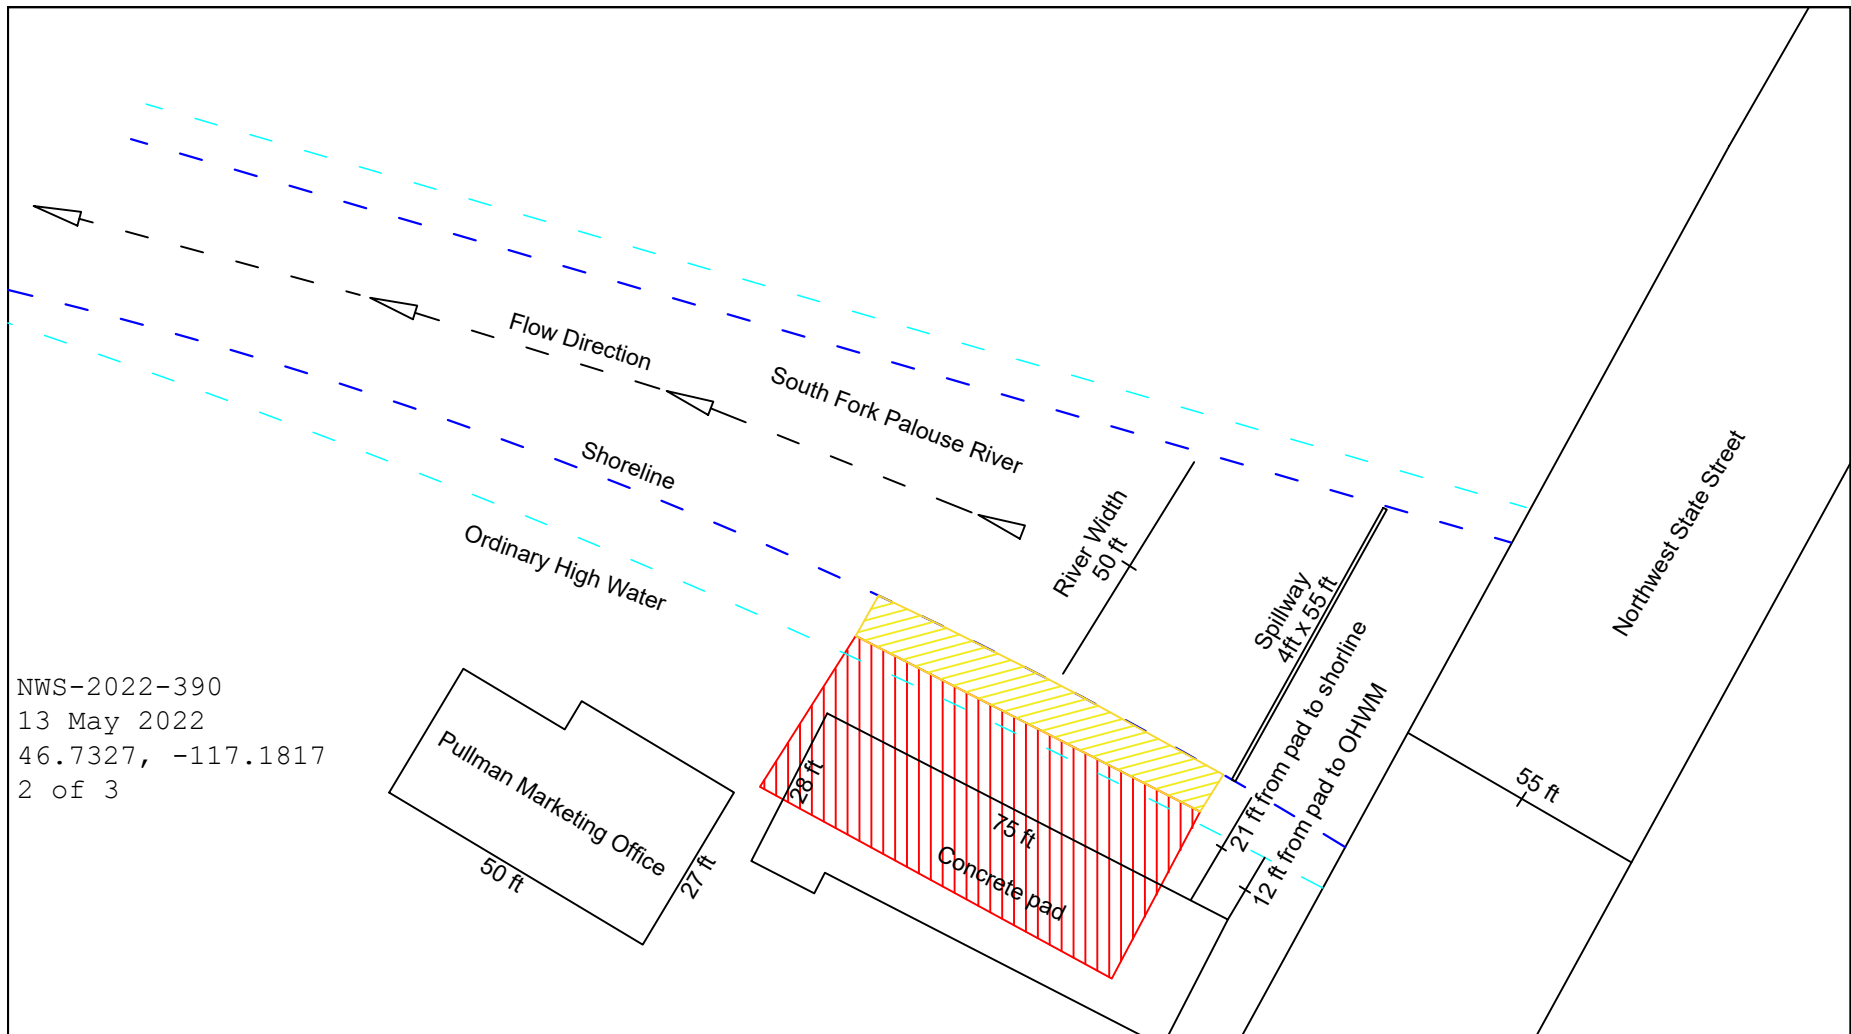 Flow Direction
South Fork Palouse River
Shoreline
Ordinary High Water
River Width
50 ft
Spillway
4ft x 55 ft
Northwest State Street
21 ft from pad to shorline
12 ft from pad to OHWM
55 ft
NWS-2022-390
13 May 2022
46.7327, -117.1817
2 of 3
Pullman Marketing Office
50 ft
27 ft
28 ft
75 ft
Concrete pad